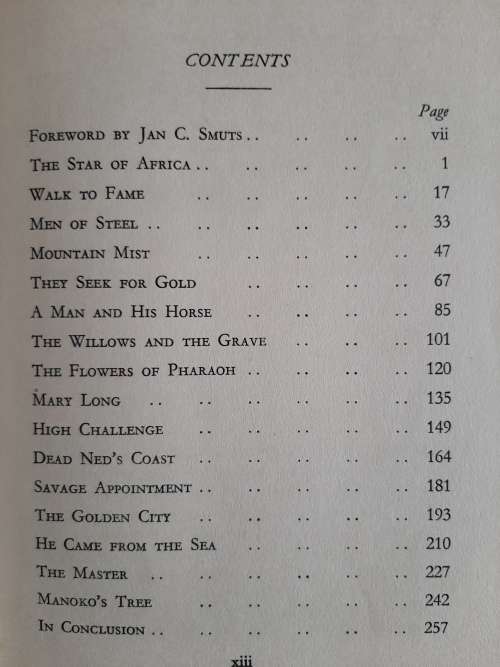 CONTENTS
Page
Foreword by Jan C. Smuts .. .. .. .. vii
The Star of Africa .. .. .. .. .. 1
Walk to Fame .. .. .. .. .. 17
Men of Steel .. .. .. .. .. .. 33
Mountain Mist .. .. .. .. .. 47
They Seek for Gold .. .. .. .. 67
A Man and His Horse .. .. .. .. 85
The Willows and the Grave .. .. .. 101
The Flowers of Pharaoh .. .. .. .. 120
Mary Long .. .. .. .. .. .. 135
High Challenge .. .. .. .. .. 149
Dead Ned's Coast .. .. .. .. .. 164
Savage Appointment .. .. .. .. .. 181
The Golden City .. .. .. .. .. 193
He Came from the Sea .. .. .. .. 210
The Master .. .. .. .. .. .. 227
Manoko's Tree .. .. .. .. .. 242
In Conclusion .. .. .. .. .. .. 257
xiii